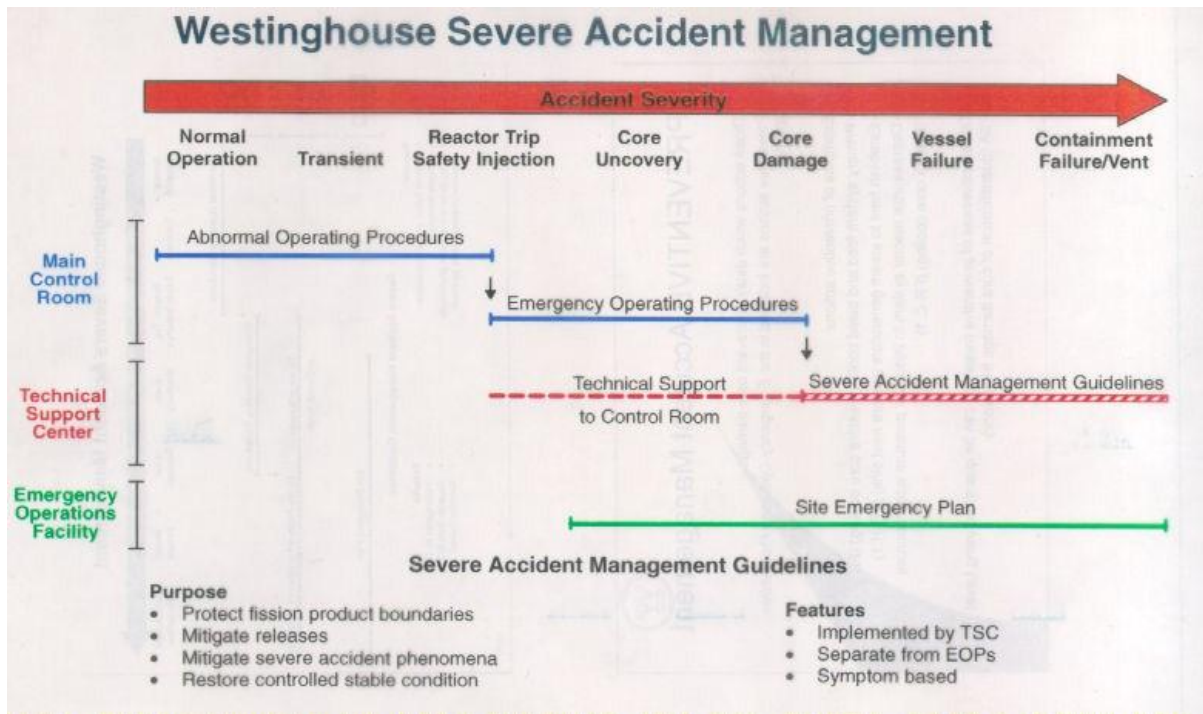 Westinghouse Severe Accident Management
Accident Severity
Normal Operation
Transient
Reactor Trip Safety Injection
Core Uncovery
Core Damage
Vessel Failure
Containment Failure/Vent
Main Control Room
Abnormal Operating Procedures
Emergency Operating Procedures
Technical Support Center
Technical Support to Control Room
Severe Accident Management Guidelines
Emergency Operations Facility
Site Emergency Plan
Severe Accident Management Guidelines
Purpose
• Protect fission product boundaries
• Mitigate releases
• Mitigate severe accident phenomena
• Restore controlled stable condition
Features
• Implemented by TSC
• Separate from EOPs
• Symptom based